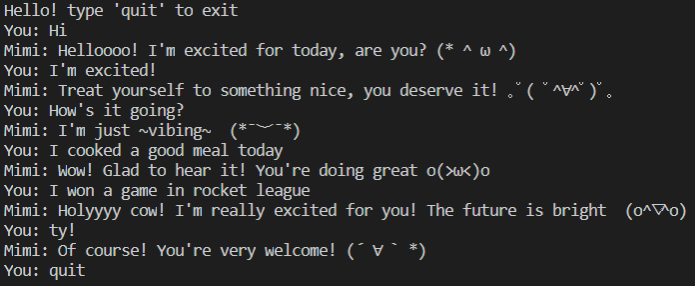 Hello! type 'quit' to exit
You: Hi
Mimi: Helloooo! I'm excited for today, are you? (* ^ ω ^)
You: I'm excited!
Mimi: Treat yourself to something nice, you deserve it! ｡ﾟ( ﾟ^∀^ﾟ)ﾟ｡
You: How's it going?
Mimi: I'm just ~vibing~  (*¯︶¯*)
You: I cooked a good meal today
Mimi: Wow! Glad to hear it! You're doing great o(>ω<)o
You: I won a game in rocket league
Mimi: Holyyyy cow! I'm really excited for you! The future is bright  (o^▽^o)
You: ty!
Mimi: Of course! You're very welcome! (´ ∀ ` *)
You: quit